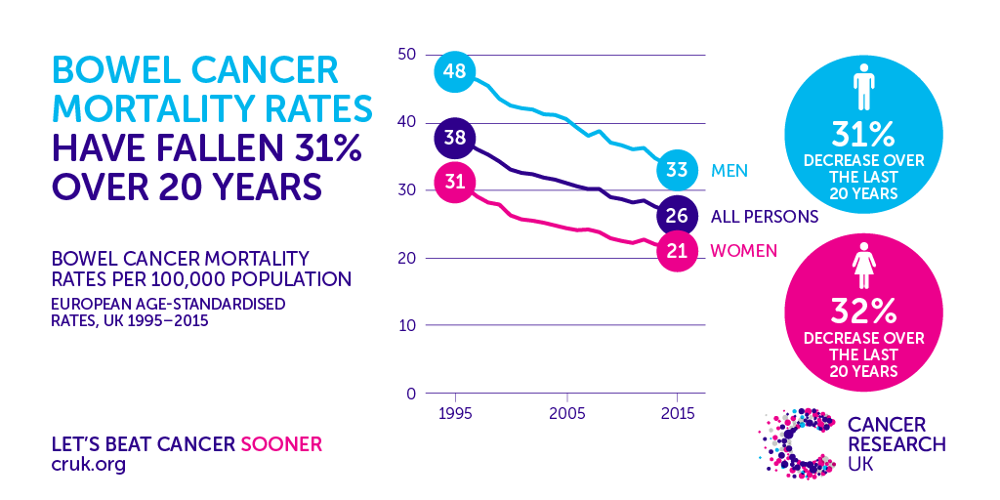 BOWEL CANCER
MORTALITY RATES
HAVE FALLEN 31%
OVER 20 YEARS
BOWEL CANCER MORTALITY
RATES PER 100,000 POPULATION
EUROPEAN AGE-STANDARDISED
RATES, UK 1995–2015
LET'S BEAT CANCER SOONER
cruk.org
50
40
30
20
10
0
48
38
31
33
MEN
26
ALL PERSONS
21
WOMEN
1995
2005
2015
31%
DECREASE OVER
THE LAST
20 YEARS
32%
DECREASE OVER
THE LAST
20 YEARS
CANCER
RESEARCH
UK